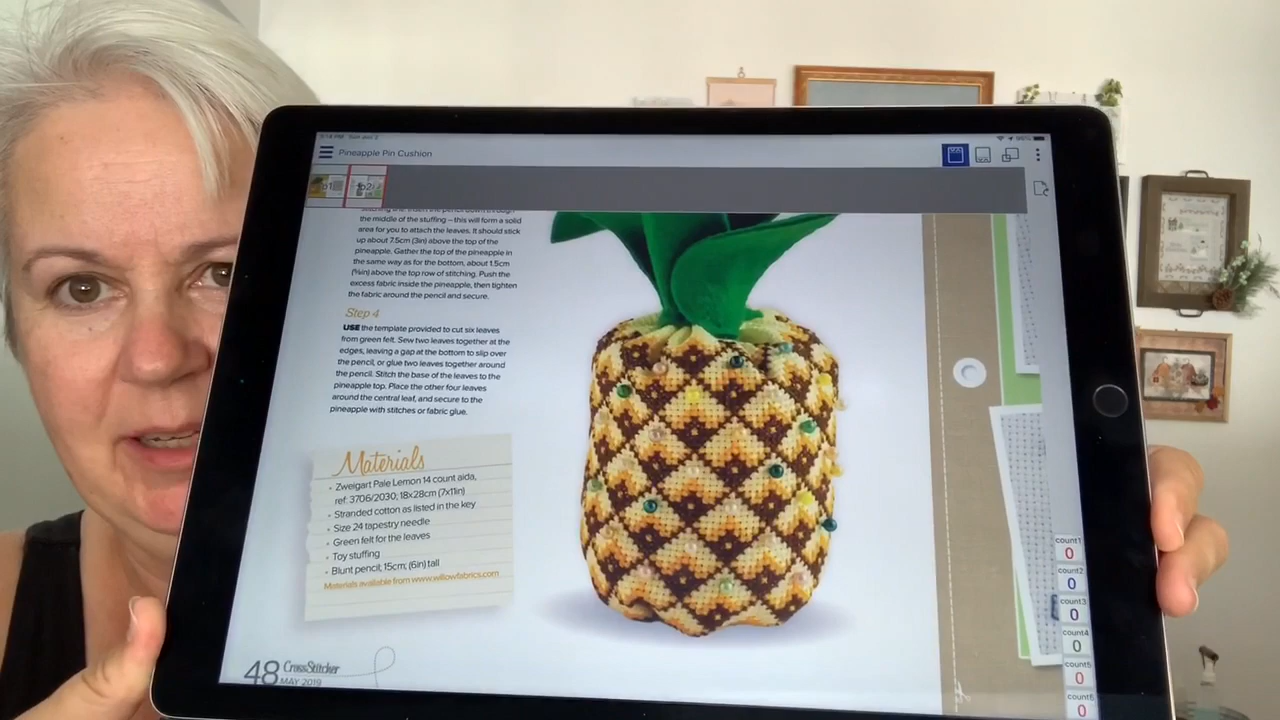 Pineapple Pin Cushion
p1
p2
the middle of the stuffing – this will form a solid
area for you to attach the leaves. It should stick
up about 7.5cm (3in) above the top of the
pineapple. Gather the top of the pineapple in
the same way as for the bottom, about 1.5cm
(⅝in) above the top row of stitching. Push the
excess fabric inside the pineapple, then tighten
the fabric around the pencil and secure.
Step 4
USE the template provided to cut six leaves
from green felt. Sew two leaves together at the
edges, leaving a gap at the bottom to slip over
the pencil, or glue two leaves together around
the pencil. Stitch the base of the leaves to the
pineapple top. Place the other four leaves
around the central leaf, and secure to the
pineapple with stitches or fabric glue.
Materials
• Zweigart Pale Lemon 14 count aida,
ref: 3706/2030; 18x28cm (7x11in)
• Stranded cotton as listed in the key
• Size 24 tapestry needle
• Green felt for the leaves
• Toy stuffing
• Blunt pencil; 15cm; (6in) tall
Materials available from www.willowfabrics.com
48 CrossStitcher
MAY 2019
count1
0
count2
0
count3
0
count4
0
count5
0
count6
0